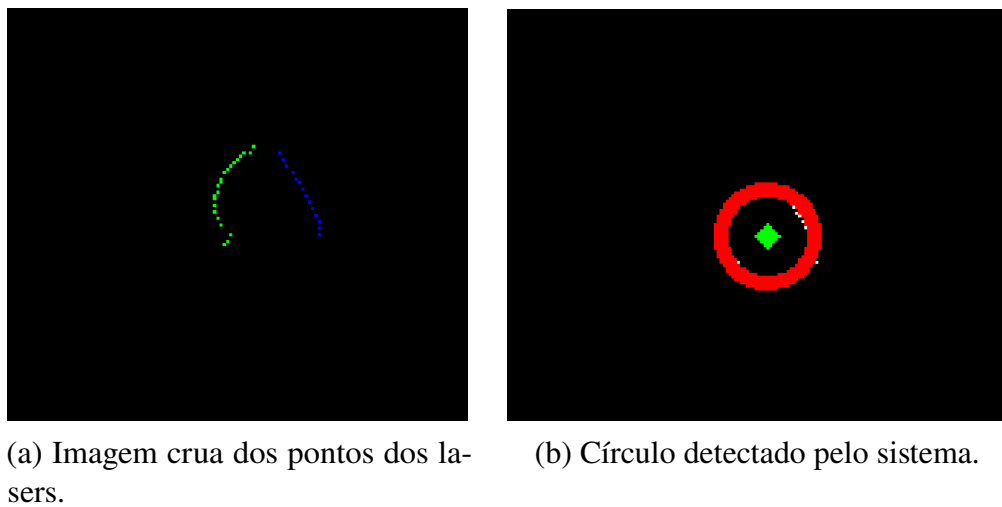 (a) Imagem crua dos pontos dos la-
sers.
(b) Círculo detectado pelo sistema.